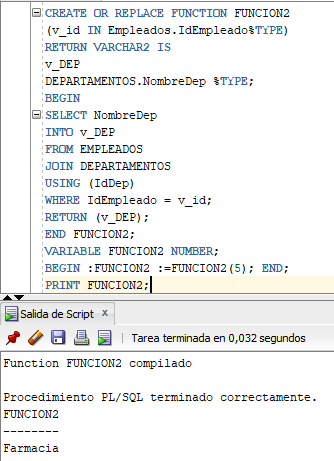 CREATE OR REPLACE FUNCTION FUNCION2
(v_id IN Empleados.IdEmpleado%TYPE)
RETURN VARCHAR2 IS
v_DEP
DEPARTAMENTOS.NombreDep %TYPE;
BEGIN
SELECT NombreDep
INTO v_DEP
FROM EMPLEADOS
JOIN DEPARTAMENTOS
USING (IdDep)
WHERE IdEmpleado = v_id;
RETURN (v_DEP);
END FUNCION2;
VARIABLE FUNCION2 NUMBER;
BEGIN :FUNCION2 :=FUNCION2(5); END;
PRINT FUNCION2;
Salida de Script x
Tarea terminada en 0,032 segundos
Function FUNCION2 compilado
Procedimiento PL/SQL terminado correctamente.
FUNCION2
--------
Farmacia